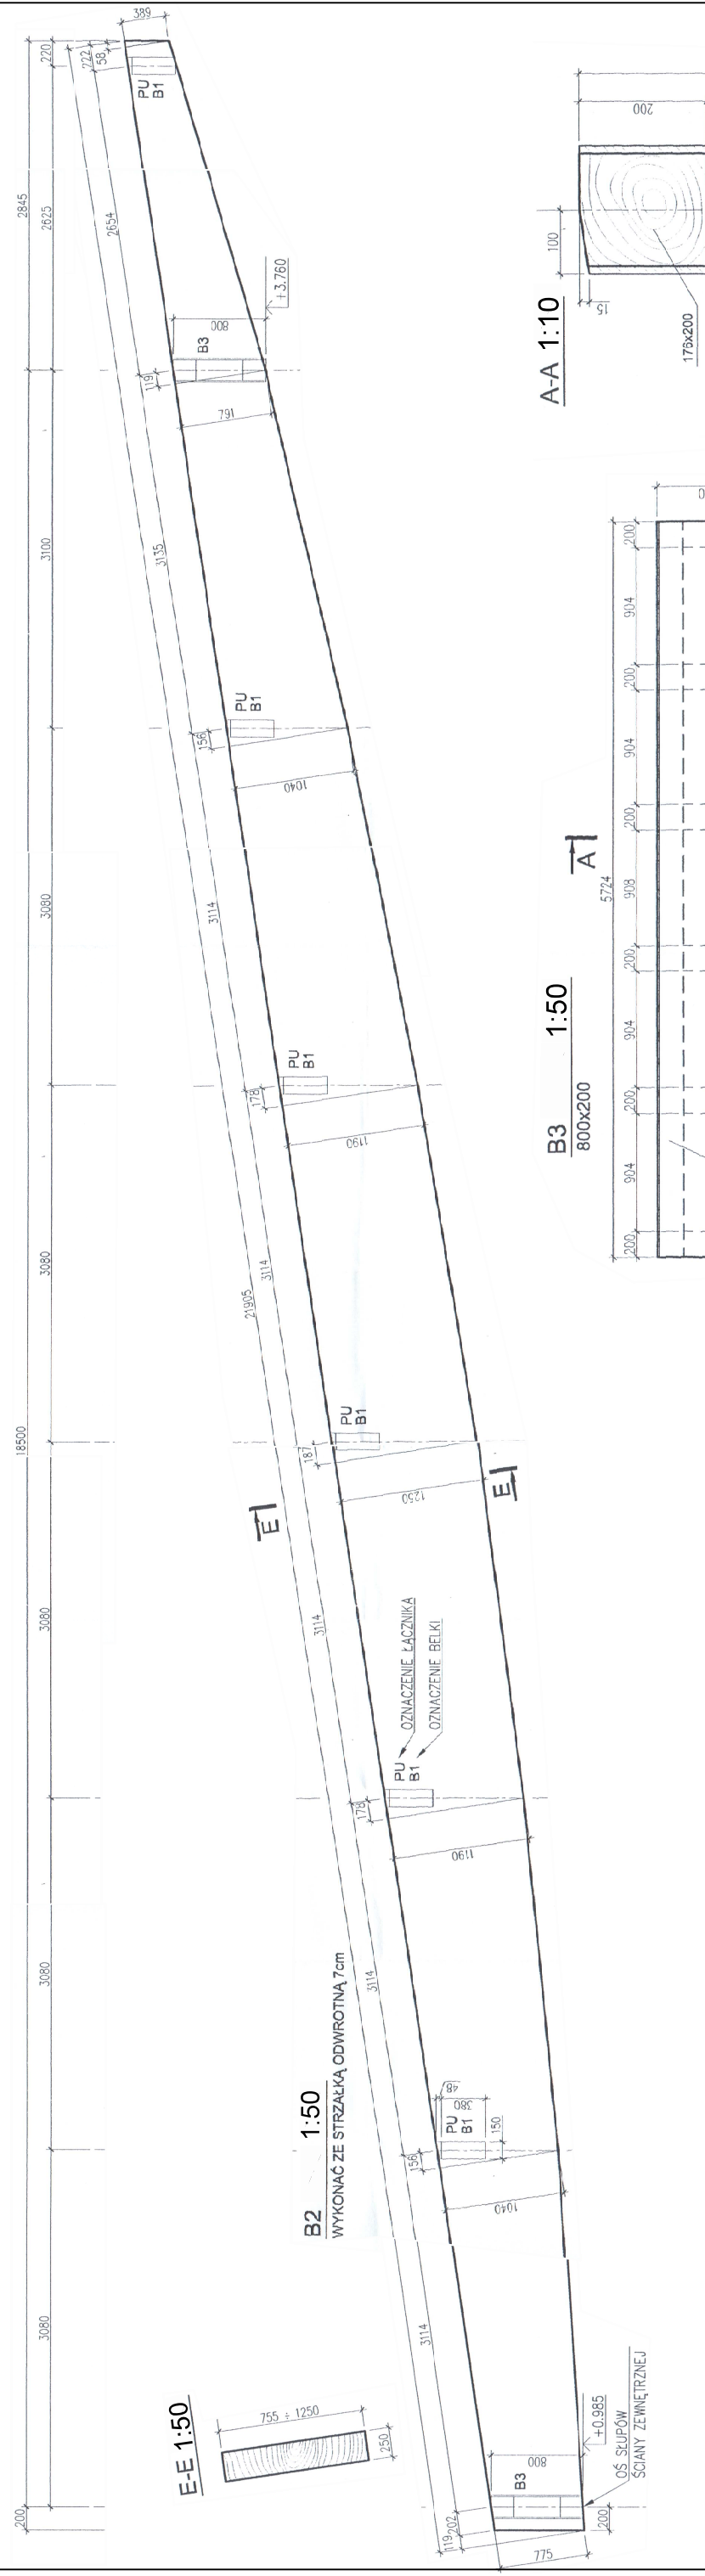 200
18500
2845
3080
3080
3080
3080
3080
3100
2625
220
21905
119
202
3114
3114
3114
3114
3114
3135
2654
222
58
389
E-E 1:50
755 ÷ 1250
250
B2 1:50
WYKONAĆ ZE STRZAŁKĄ ODWROTNĄ 7cm
775
B3
800
200
+0.985
OŚ SŁUPÓW
ŚCIANY ZEWNĘTRZNEJ
156
PU
B1
48
380
150
1040
178
PU
B1
OZNACZENIE ŁĄCZNIKA
OZNACZENIE BELKI
1190
E
E
187
PU
B1
1250
178
PU
B1
1190
156
PU
B1
1040
119
B3
800
+3.760
791
PU
B1
B3 1:50
800x200
A
5724
200
904
200
904
200
908
200
904
200
904
200
A-A 1:10
100
200
15
176x200